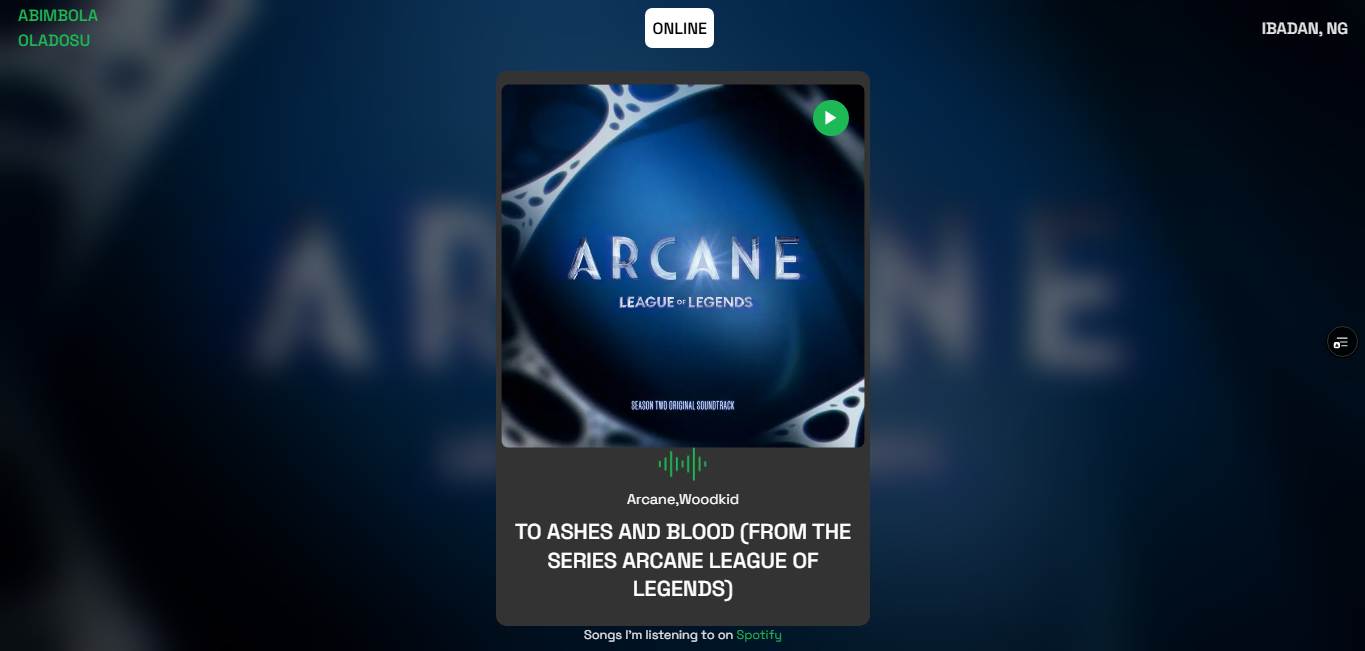 ABIMBOLA
OLADOSU
ONLINE
IBADAN, NG
ARCANE
LEAGUE OF LEGENDS
SEASON TWO ORIGINAL SOUNDTRACK
Arcane,Woodkid
TO ASHES AND BLOOD (FROM THE
SERIES ARCANE LEAGUE OF
LEGENDS)
Songs I'm listening to on Spotify